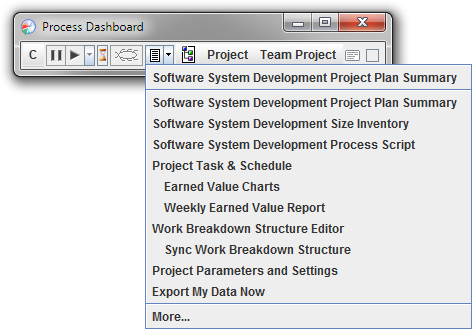 Process Dashboard
C Project Team Project
Software System Development Project Plan Summary
Software System Development Project Plan Summary
Software System Development Size Inventory
Software System Development Process Script
Project Task & Schedule
Earned Value Charts
Weekly Earned Value Report
Work Breakdown Structure Editor
Sync Work Breakdown Structure
Project Parameters and Settings
Export My Data Now
More...